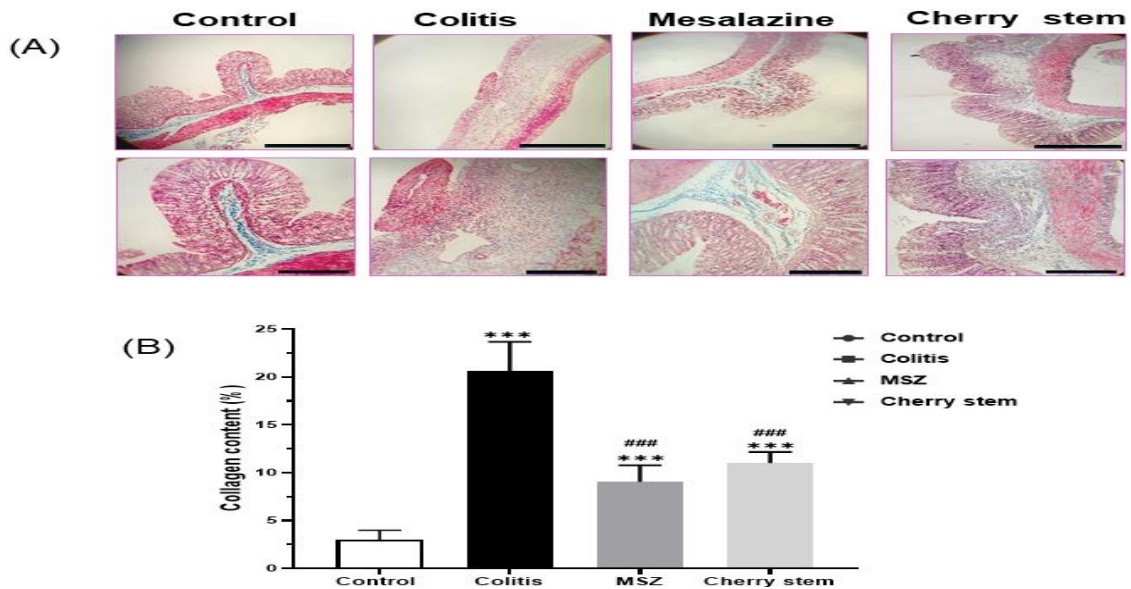 Control Colitis Mesalazine Cherry stem
(A)
(B)
Collagen content (%)
25
20
15
10
5
0
***
###
***
###
***
Control
Colitis
MSZ
Cherry stem
Control Colitis MSZ Cherry stem